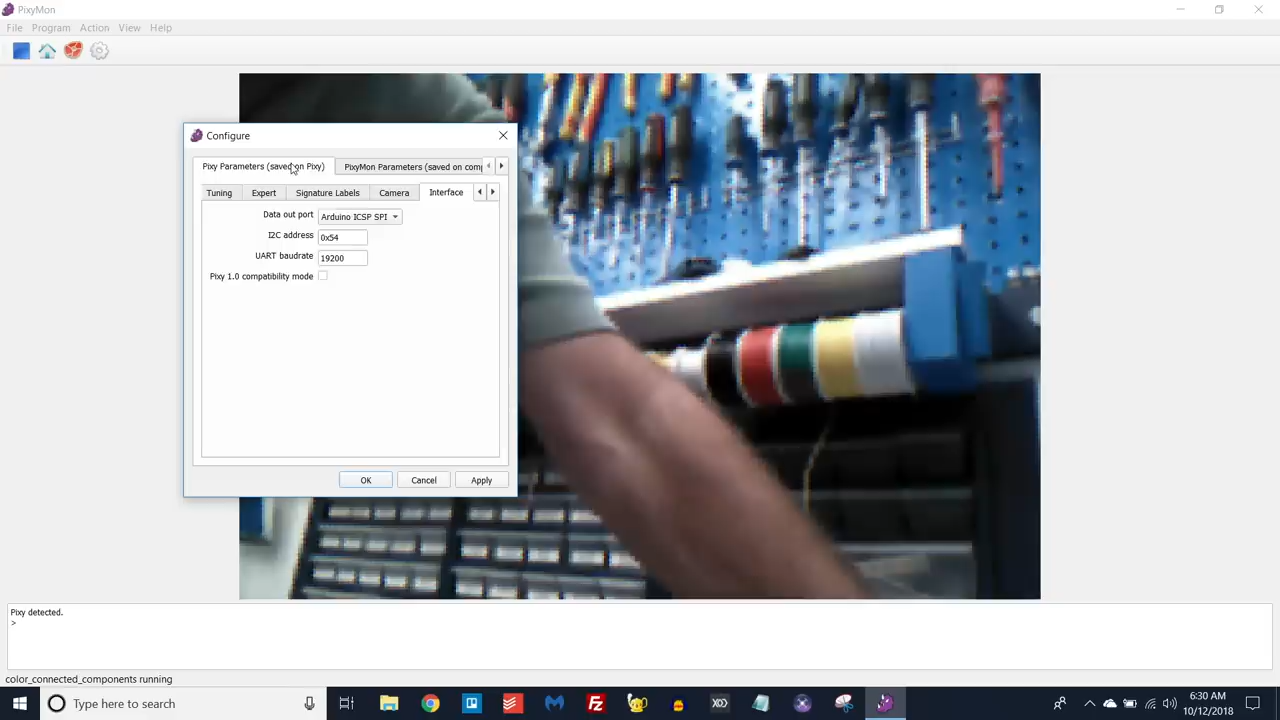 PixyMon
File Program Action View Help
Configure
Pixy Parameters (saved on Pixy) PixyMon Parameters (saved on com
Tuning Expert Signature Labels Camera Interface
Data out port Arduino ICSP SPI
I2C address 0x54
UART baudrate 19200
Pixy 1.0 compatibility mode
OK Cancel Apply
Pixy detected.
>
color_connected_components running
Type here to search
6:30 AM
10/12/2018